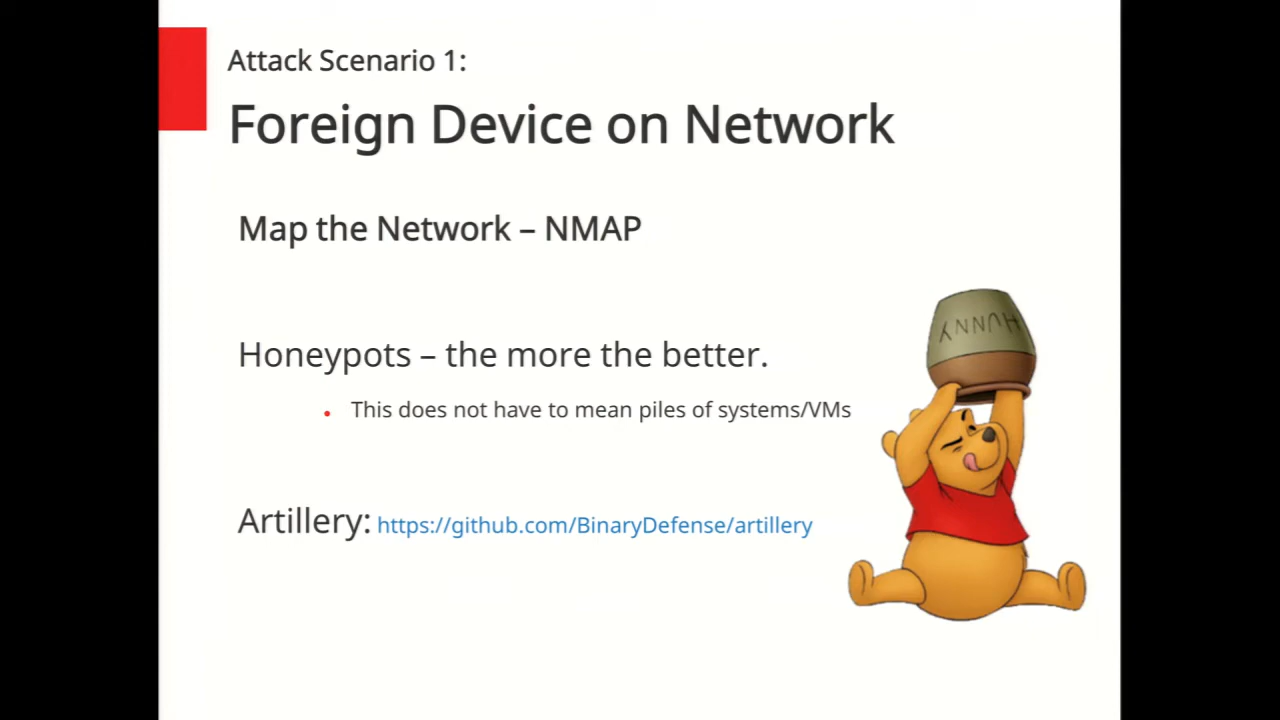 Attack Scenario 1:
Foreign Device on Network
Map the Network – NMAP
HUNNY
Honeypots – the more the better.
• This does not have to mean piles of systems/VMs
Artillery: https://github.com/BinaryDefense/artillery